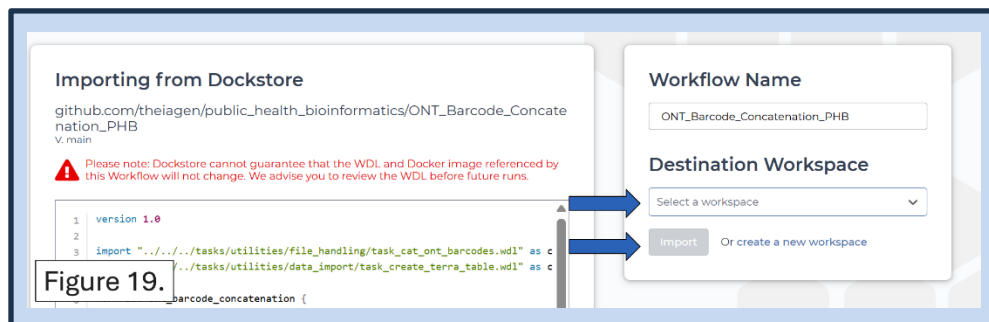 Importing from Dockstore
github.com/theiagen/public_health_bioinformatics/ONT_Barcode_Concate
nation_PHB
V. main
Please note: Dockstore cannot guarantee that the WDL and Docker image referenced by
this Workflow will not change. We advise you to review the WDL before future runs.
1 version 1.0
2
3 import "../../../tasks/utilities/file_handling/task_cat_ont_barcodes.wdl" as c
/../tasks/utilities/data_import/task_create_terra_table.wdl" as c
barcode_concatenation {
Figure 19.
Workflow Name
ONT_Barcode_Concatenation_PHB
Destination Workspace
Select a workspace
Import Or create a new workspace